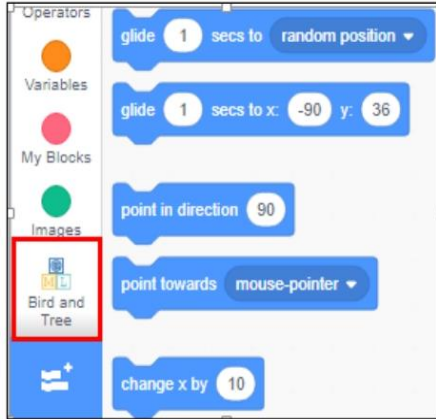 Operators
Variables
My Blocks
Images
ML
Bird and
Tree
glide 1 secs to random position
glide 1 secs to x: -90 y: 36
point in direction 90
point towards mouse-pointer
change x by 10